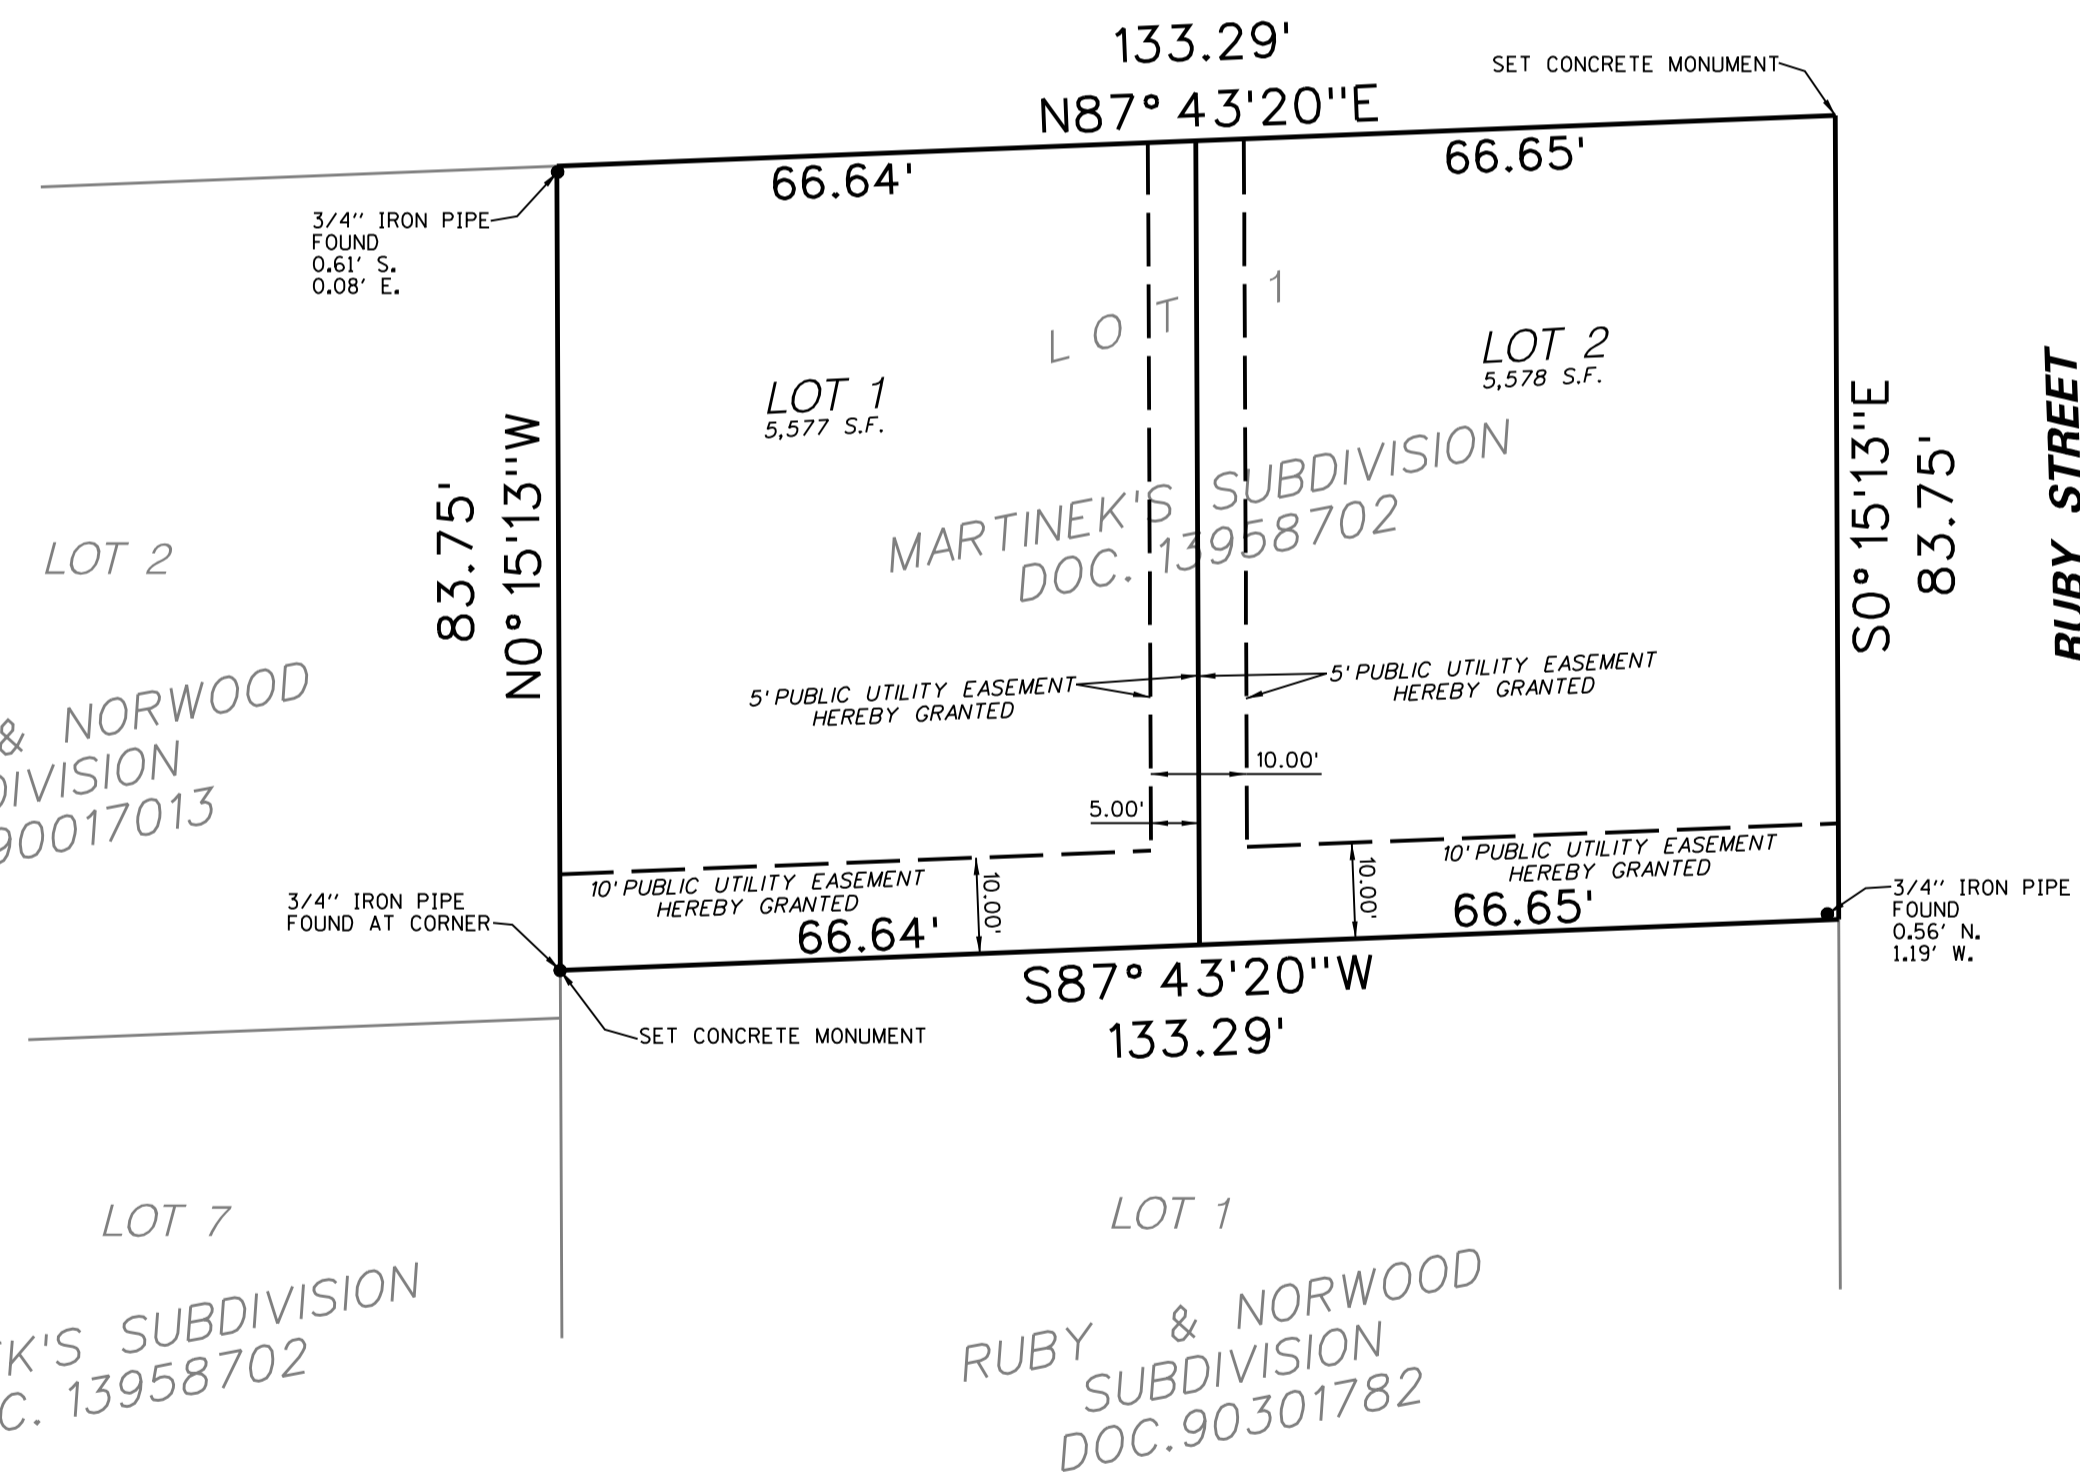 133.29'
N87° 43'20"E
SET CONCRETE MONUMENT
66.64'
66.65'
3/4" IRON PIPE
FOUND
0.61' S.
0.08' E.
L O T 1
LOT 1
5,577 S.F.
LOT 2
5,578 S.F.
83.75'
N0° 15'13"W
S0° 15'13"E
83.75'
RUBY STREET
MARTINEK'S SUBDIVISION
DOC. 13958702
LOT 2
& NORWOOD
DIVISION
90017013
5' PUBLIC UTILITY EASEMENT
HEREBY GRANTED
5' PUBLIC UTILITY EASEMENT
HEREBY GRANTED
10.00'
5.00'
10' PUBLIC UTILITY EASEMENT
HEREBY GRANTED
10.00'
66.64'
10.00'
10' PUBLIC UTILITY EASEMENT
HEREBY GRANTED
66.65'
3/4" IRON PIPE
FOUND AT CORNER
3/4" IRON PIPE
FOUND
0.56' N.
1.19' W.
S87° 43'20"W
133.29'
SET CONCRETE MONUMENT
LOT 7
K'S SUBDIVISION
C. 13958702
LOT 1
RUBY & NORWOOD
SUBDIVISION
DOC.90301782